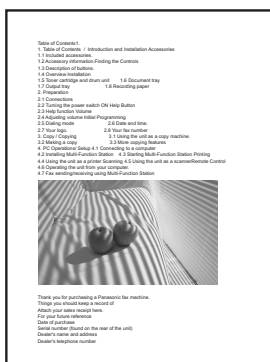 Table of Contents1.
1. Table of Contents / Introduction and Installation Accessories
1.1 Included accessories.
1.2 Accessory information Finding the Controls
1.3 Description of buttons.
1.4 Overview Installation
1.5 Toner cartridge and drum unit 1.6 Document tray
1.7 Output tray 1.8 Recording paper
2. Preparation
2.1 Connections
2.2 Turning the power switch ON Help Button
2.3 Help function Volume
2.4 Adjusting volume Initial Programming
2.5 Dialing mode 2.6 Date and time.
2.7 Your logo. 2.8 Your fax number
3. Copy / Copying 3.1 Using the unit as a copy machine.
3.2 Making a copy 3.3 More copying features
4. PC Operations' Setup 4.1 Connecting to a computer
4.2 Installing Multi-Function Station 4.3 Starting Multi-Function Station Printing
4.4 Using the unit as a printer Scanning 4.5 Using the unit as a scannerRemote Control
4.6 Operating the unit from your computer.
4.7 Fax sending/receiving using Multi-Function Station
Thank you for purchasing a Panasonic fax machine.
Things you should keep a record of
Attach your sales receipt here.
For your future reference
Date of purchase
Serial number (found on the rear of the unit)
Dealer's name and address
Dealer's telephone number